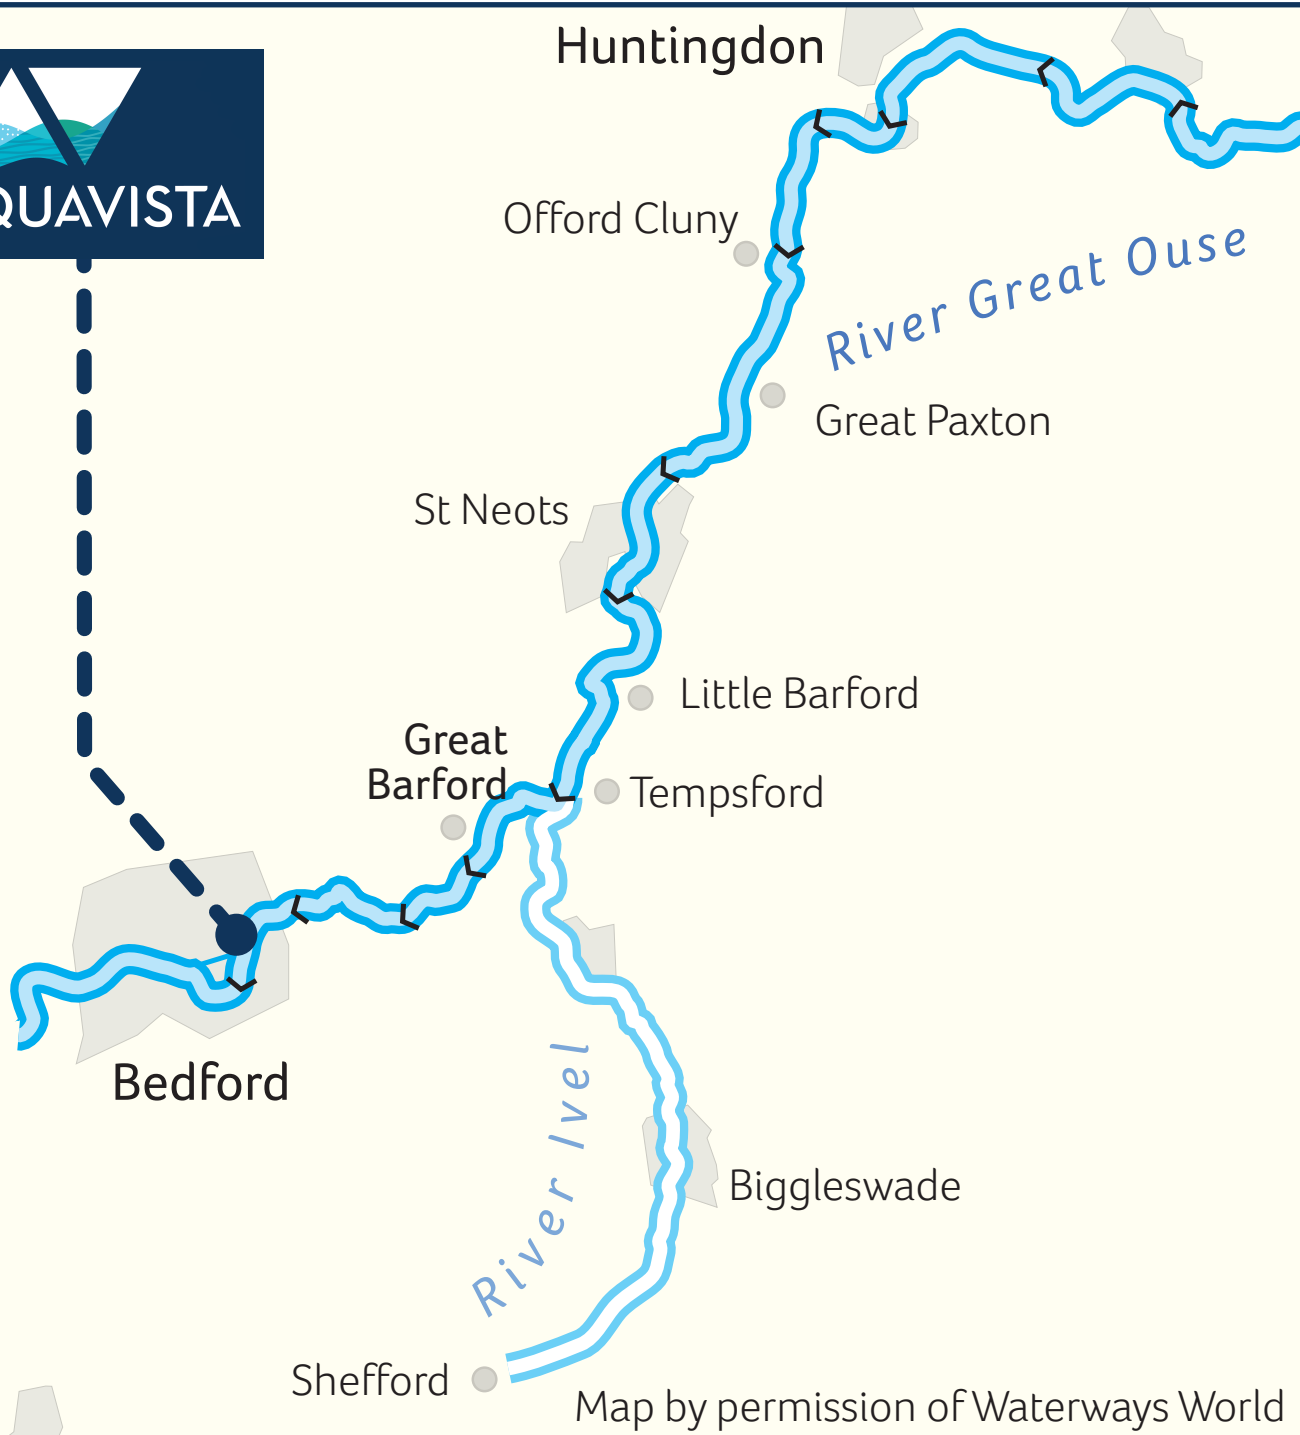 Huntingdon
QUAVISTA
Offord Cluny
River Great Ouse
Great Paxton
St Neots
Little Barford
Great
Barford
Tempsford
Bedford
River Ivel
Biggleswade
Shefford
Map by permission of Waterways World